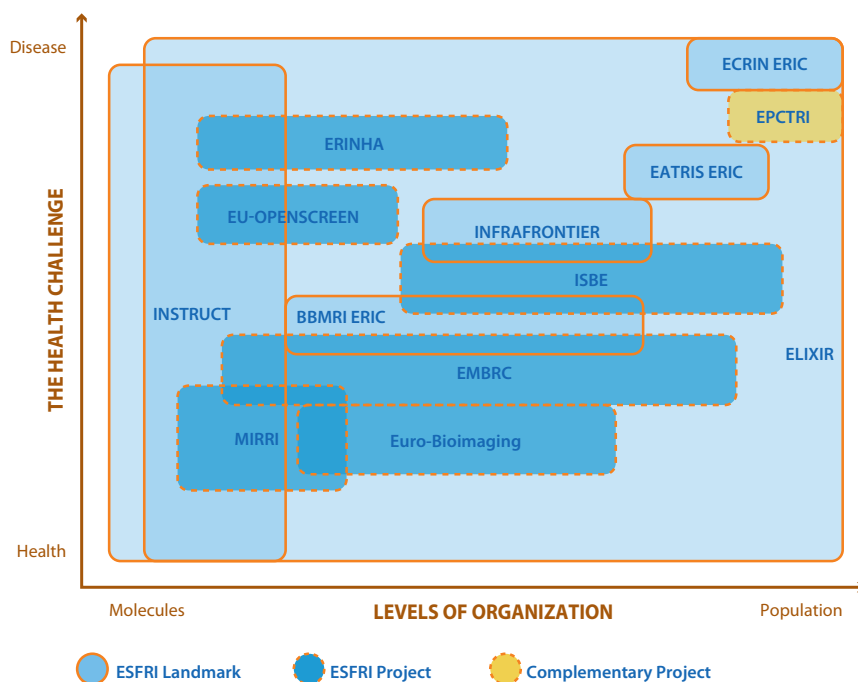 Disease
THE HEALTH CHALLENGE
Health
ECRIN ERIC
EPCTRI
ERINHA
EATRIS ERIC
EU-OPENSCREEN
INFRAFRONTIER
ISBE
INSTRUCT
BBMRI ERIC
ELIXIR
EMBRC
MIRRI
Euro-Bioimaging
Molecules
LEVELS OF ORGANIZATION
Population
ESFRI Landmark
ESFRI Project
Complementary Project